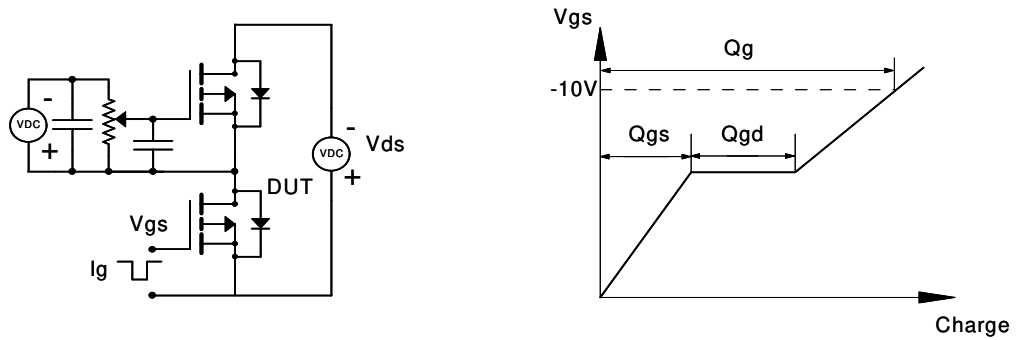 VDC
-
+
VDC
-
+
Vds
DUT
Vgs
Ig
Vgs
Qg
-10V
Qgs
Qgd
Charge